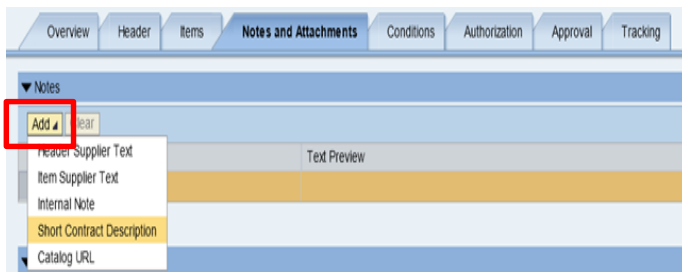 Overview Header Items Notes and Attachments Conditions Authorization Approval Tracking
Notes
Add Clear
Header Supplier Text
Text Preview
Item Supplier Text
Internal Note
Short Contract Description
Catalog URL